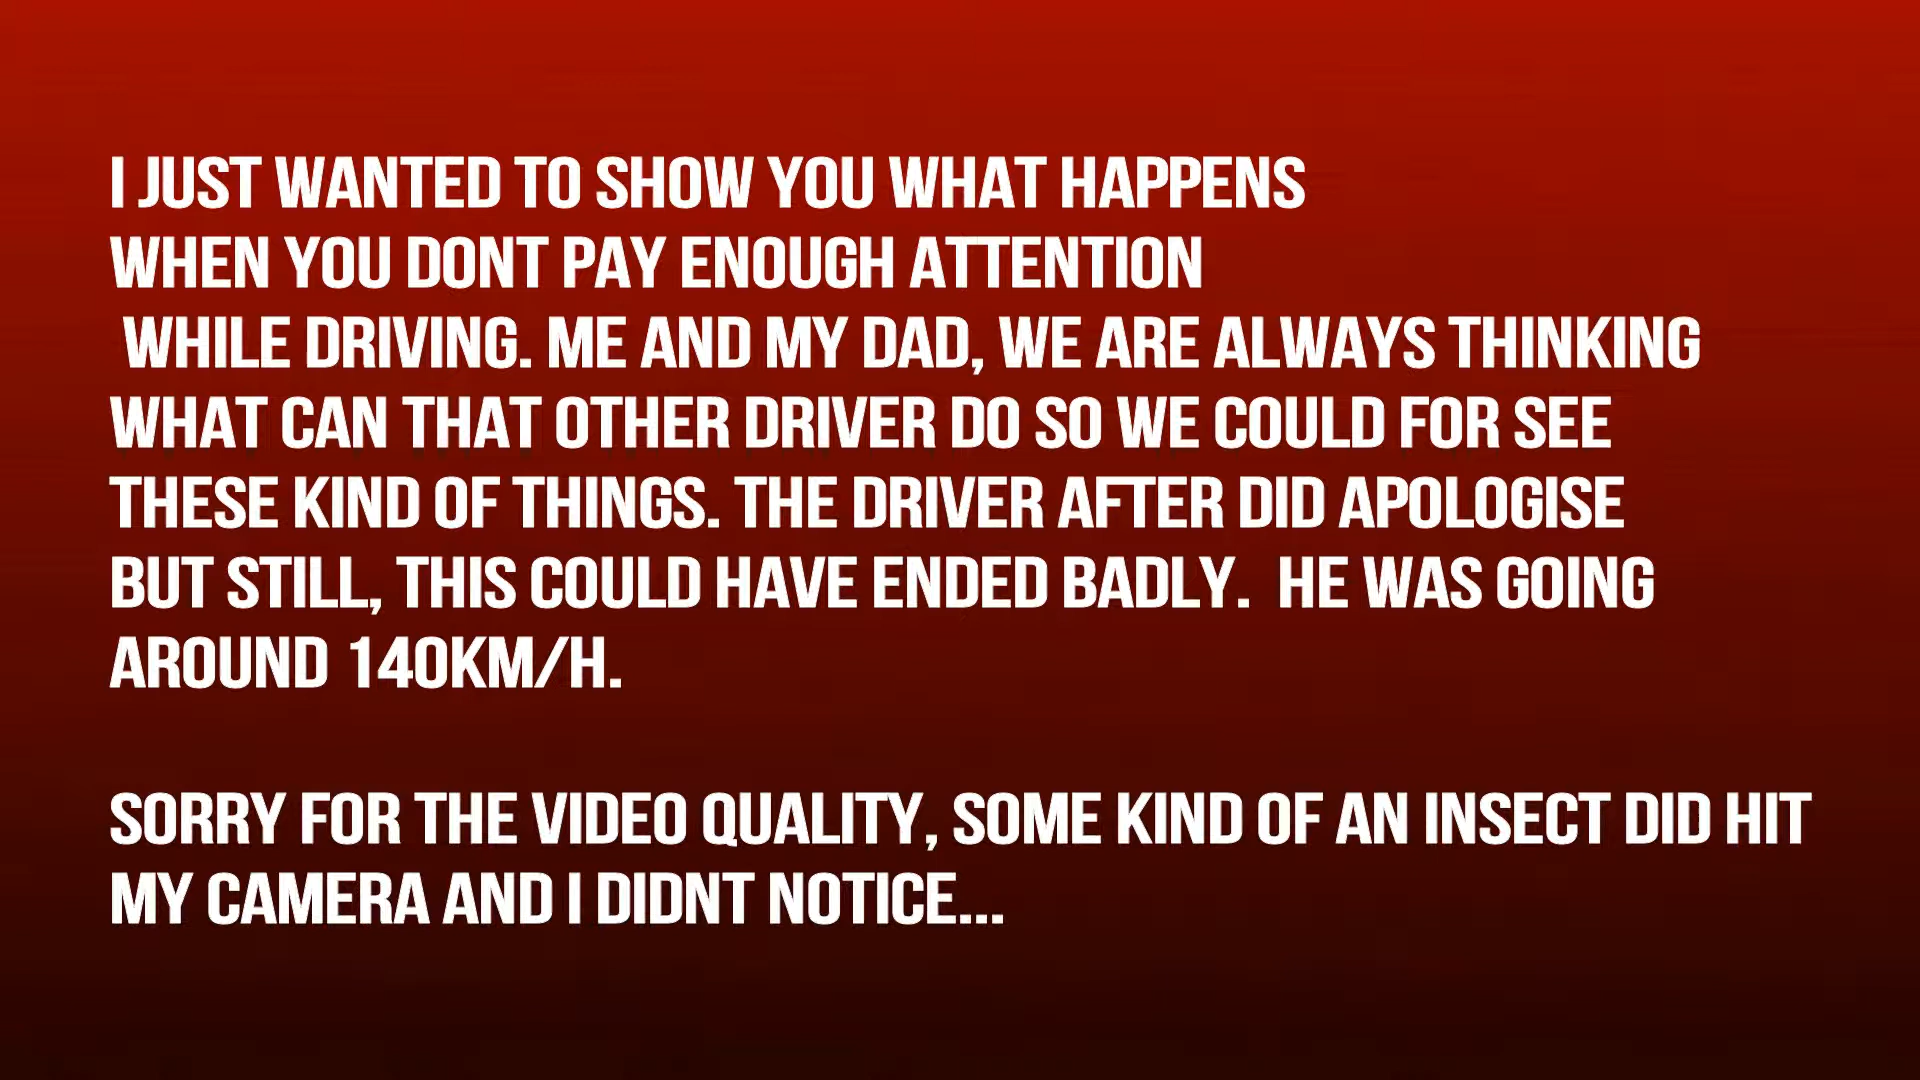 I JUST WANTED TO SHOW YOU WHAT HAPPENS
WHEN YOU DONT PAY ENOUGH ATTENTION
WHILE DRIVING. ME AND MY DAD, WE ARE ALWAYS THINKING
WHAT CAN THAT OTHER DRIVER DO SO WE COULD FOR SEE
THESE KIND OF THINGS. THE DRIVER AFTER DID APOLOGISE
BUT STILL, THIS COULD HAVE ENDED BADLY. HE WAS GOING
AROUND 140KM/H.
SORRY FOR THE VIDEO QUALITY, SOME KIND OF AN INSECT DID HIT
MY CAMERA AND I DIDNT NOTICE...